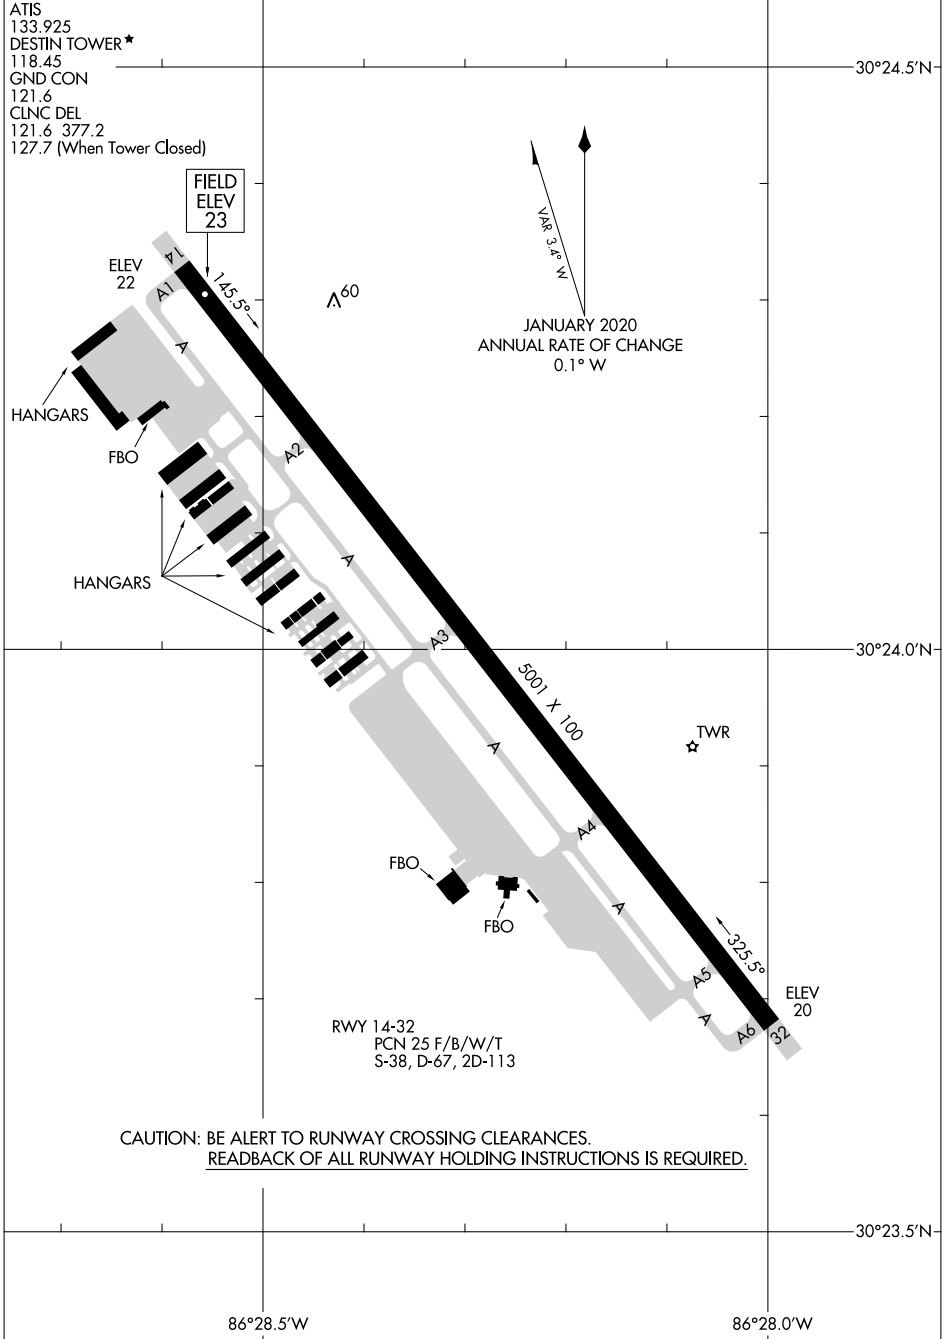 ATIS
133.925
DESTIN TOWER★
118.45
GND CON
121.6
CLNC DEL
121.6 377.2
127.7 (When Tower Closed)
30°24.5'N
FIELD
ELEV
23
14
ELEV
22
A1
145.5°
60
VAR 3.4° W
JANUARY 2020
ANNUAL RATE OF CHANGE
0.1° W
A
HANGARS
FBO
A2
A
HANGARS
A3
30°24.0'N
5001 X 100
TWR
A
A4
FBO
FBO
A
325.5°
A5
ELEV
20
A
A6
32
RWY 14-32
PCN 25 F/B/W/T
S-38, D-67, 2D-113
CAUTION: BE ALERT TO RUNWAY CROSSING CLEARANCES.
READBACK OF ALL RUNWAY HOLDING INSTRUCTIONS IS REQUIRED.
30°23.5'N
86°28.5'W
86°28.0'W